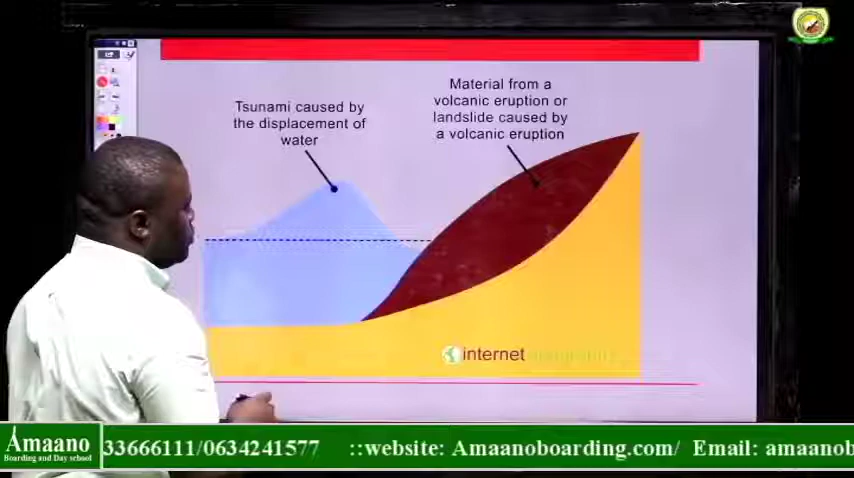 Tsunami caused by
the displacement of
water
Material from a
volcanic eruption or
landslide caused by
a volcanic eruption
internet
Amaano
Boarding and Day school
33666111/0634241577 ::website: Amaanoboarding.com/ Email: amaanob